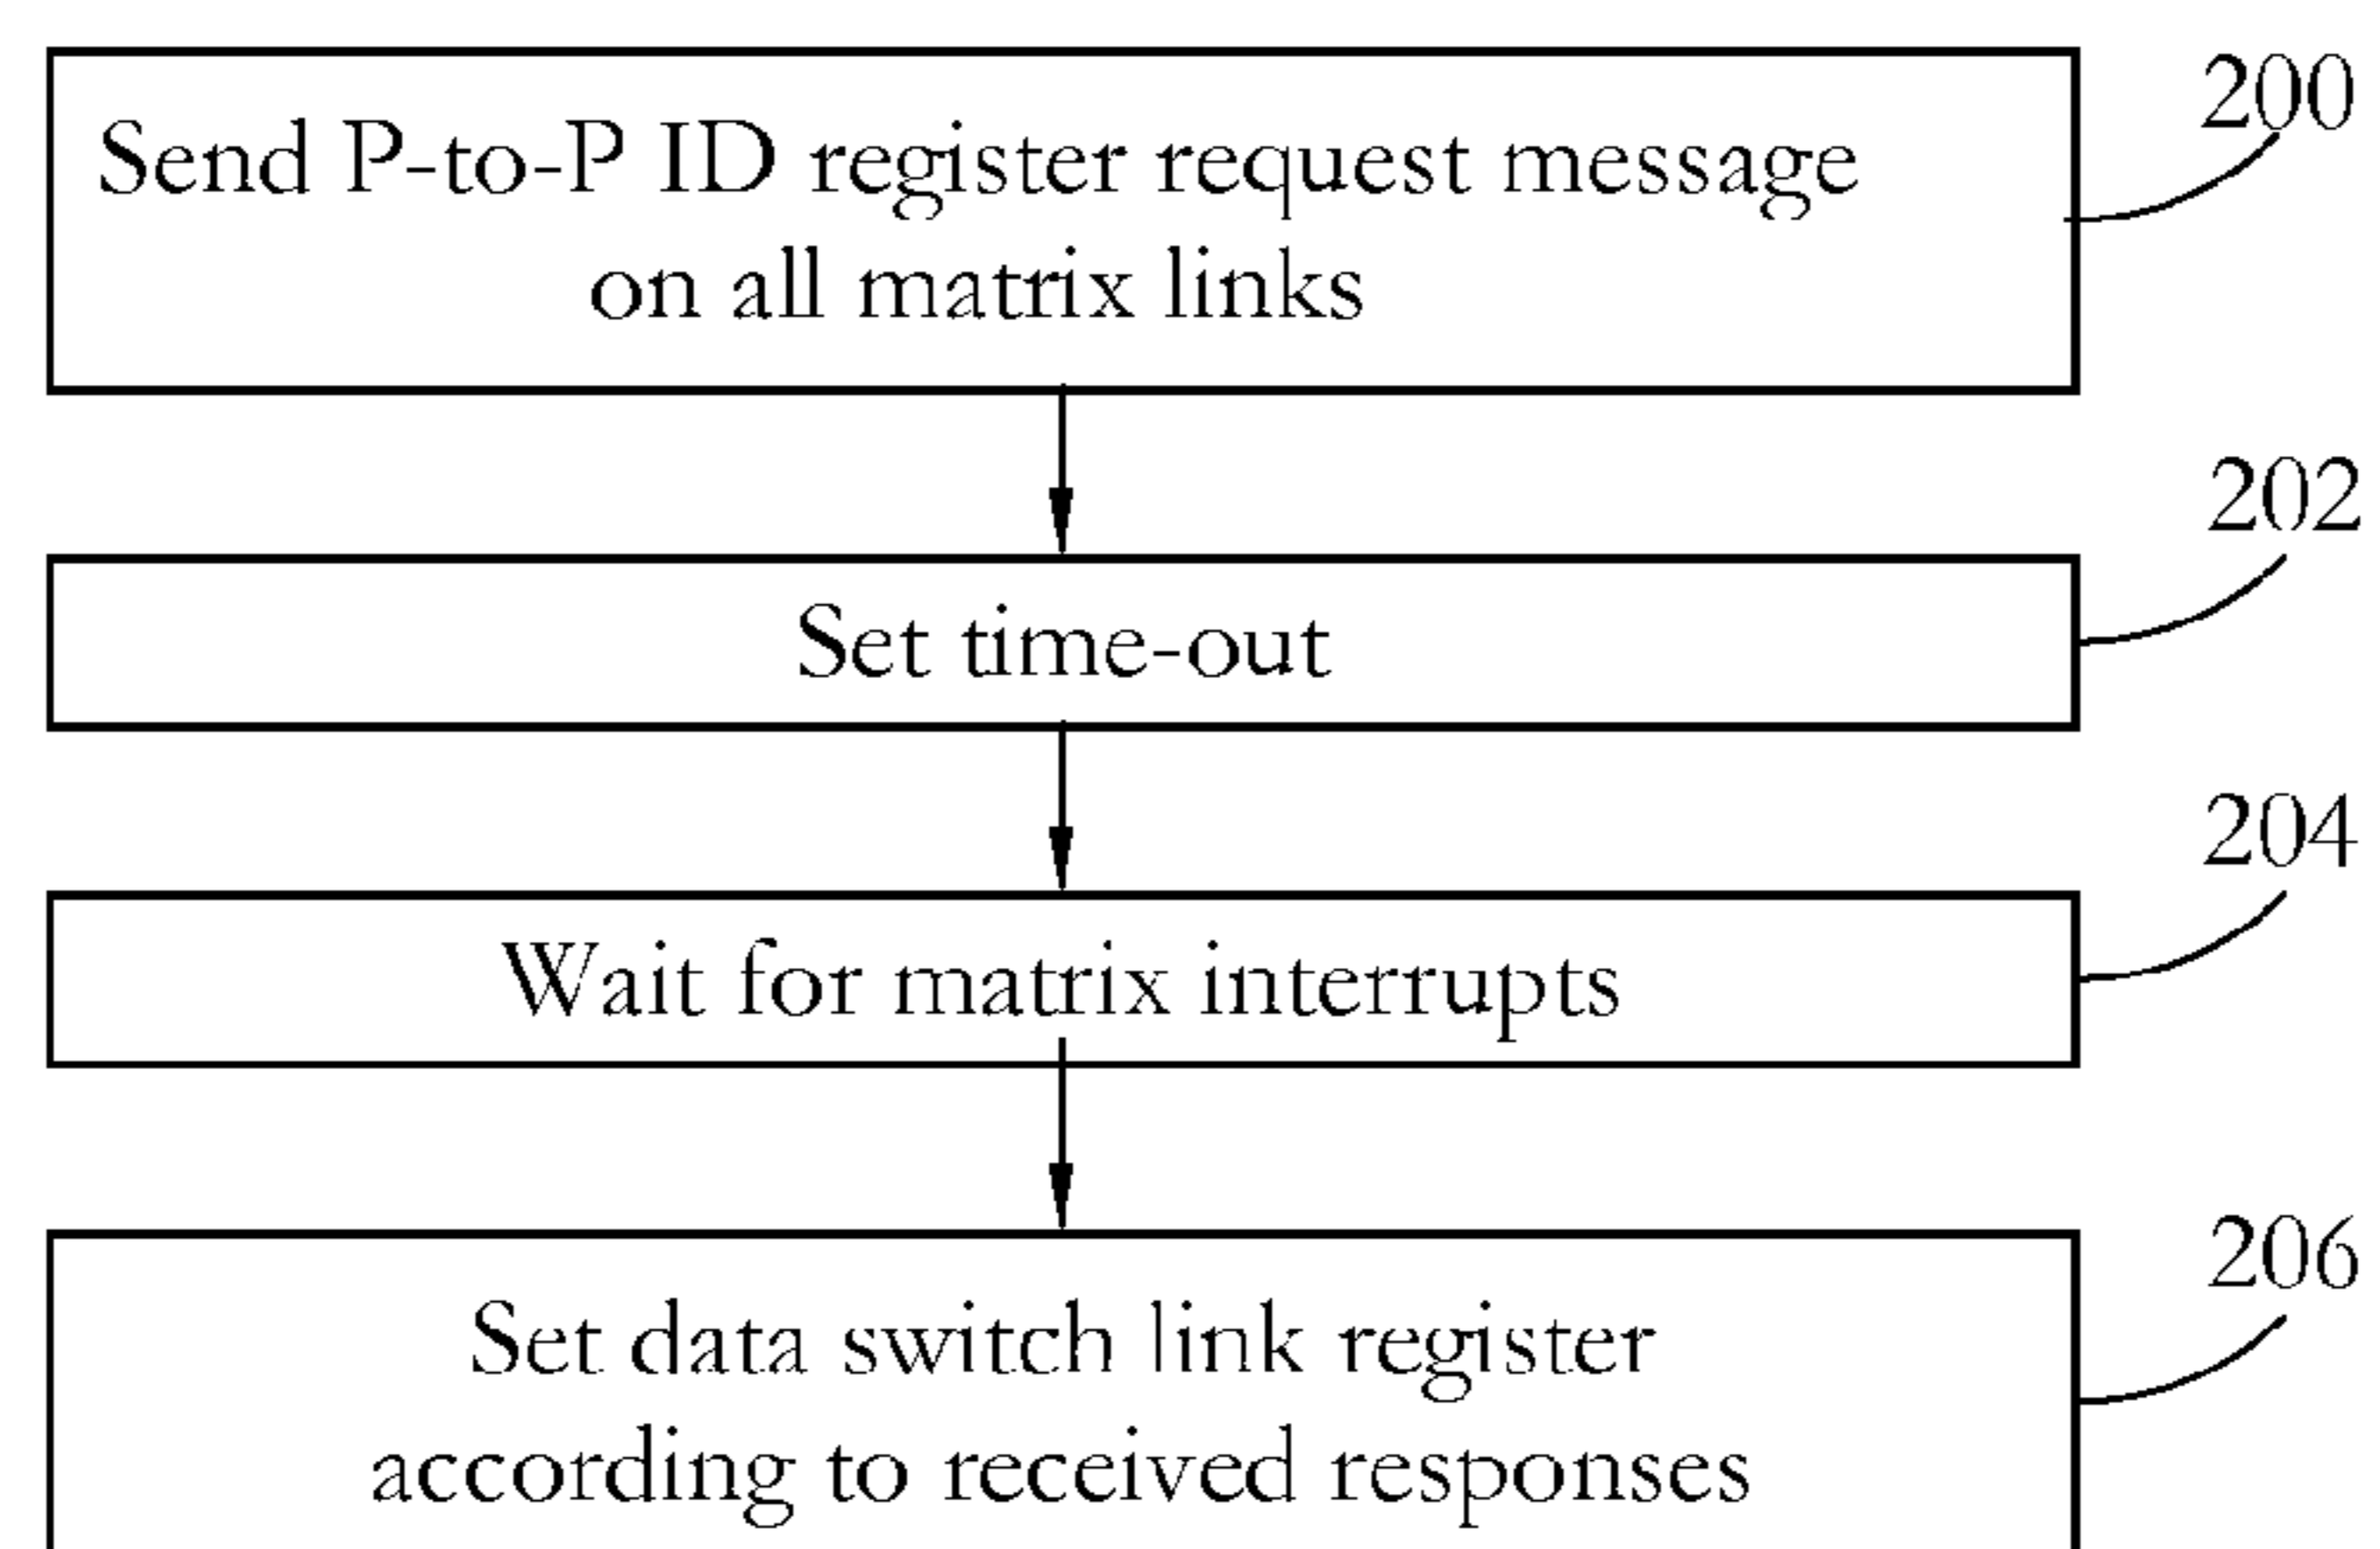 200
Send P-to-P ID register request message
on all matrix links
202
Set time-out
204
Wait for matrix interrupts
206
Set data switch link register
according to received responses